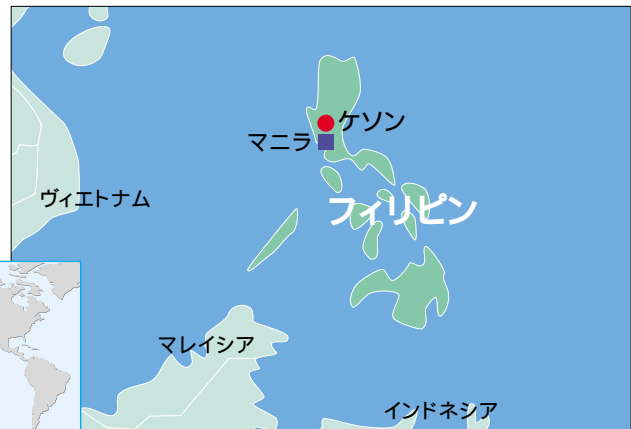 ケソン
マニラ
ヴィエトナム
フィリピン
マレイシア
インドネシア